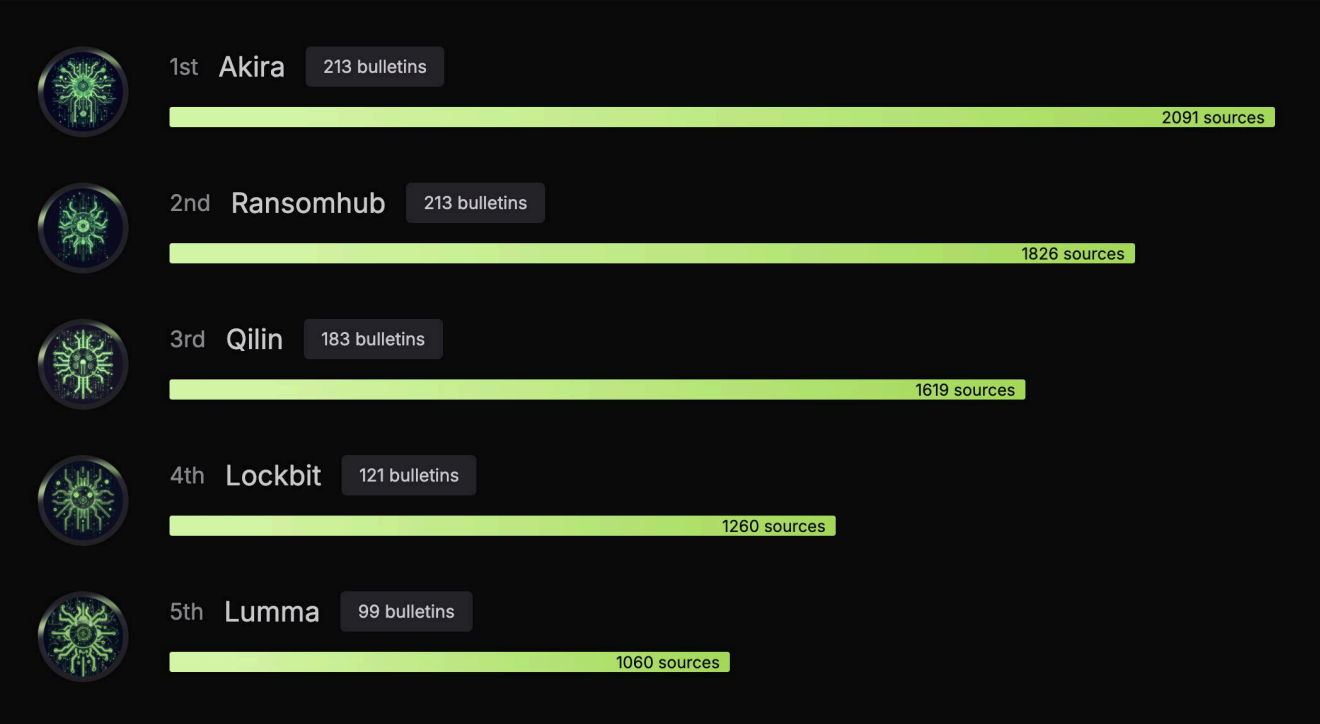 1st Akira 213 bulletins
2091 sources
2nd Ransomhub 213 bulletins
1826 sources
3rd Qilin 183 bulletins
1619 sources
4th Lockbit 121 bulletins
1260 sources
5th Lumma 99 bulletins
1060 sources